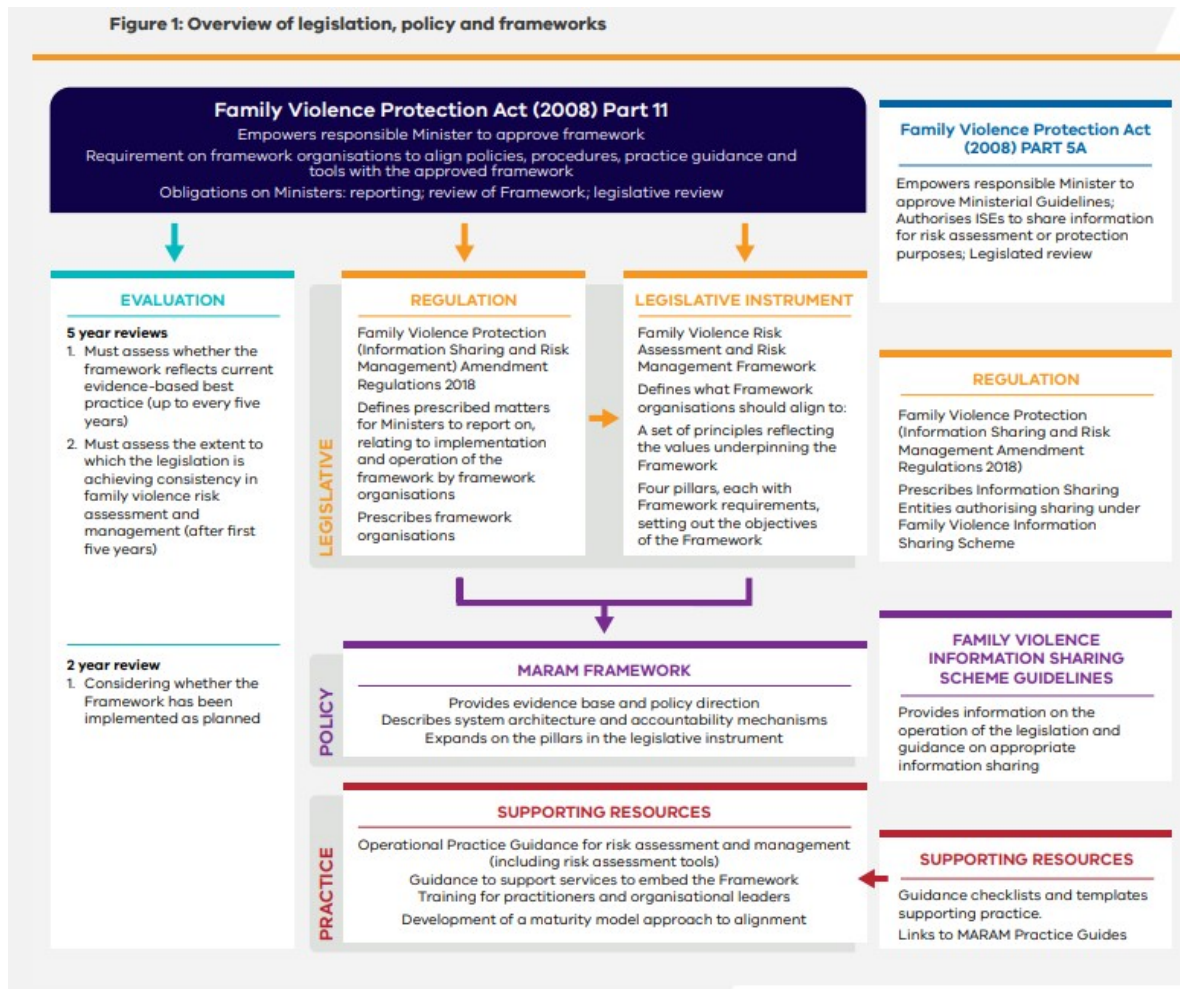 Figure 1: Overview of legislation, policy and frameworks
Family Violence Protection Act (2008) Part 11
Empowers responsible Minister to approve framework
Requirement on framework organisations to align policies, procedures, practice guidance and
tools with the approved framework
Obligations on Ministers: reporting; review of Framework; legislative review
Family Violence Protection Act
(2008) PART 5A
Empowers responsible Minister to
approve Ministerial Guidelines;
Authorises ISEs to share information
for risk assessment or protection
purposes; Legislated review
EVALUATION
5 year reviews
1. Must assess whether the
framework reflects current
evidence-based best
practice (up to every five
years)
2. Must assess the extent to
which the legislation is
achieving consistency in
family violence risk
assessment and
management (after first
five years)
2 year review
1. Considering whether the
Framework has been
implemented as planned
LEGISLATIVE
REGULATION
Family Violence Protection
(Information Sharing and Risk
Management) Amendment
Regulations 2018
Defines prescribed matters
for Ministers to report on,
relating to implementation
and operation of the
framework by framework
organisations
Prescribes framework
organisations
LEGISLATIVE INSTRUMENT
Family Violence Risk
Assessment and Risk
Management Framework
Defines what Framework
organisations should align to:
A set of principles reflecting
the values underpinning the
Framework
Four pillars, each with
Framework requirements,
setting out the objectives
of the Framework
REGULATION
Family Violence Protection
(Information Sharing and Risk
Management Amendment
Regulations 2018)
Prescribes Information Sharing
Entities authorising sharing under
Family Violence Information
Sharing Scheme
POLICY
MARAM FRAMEWORK
Provides evidence base and policy direction
Describes system architecture and accountability mechanisms
Expands on the pillars in the legislative instrument
FAMILY VIOLENCE
INFORMATION SHARING
SCHEME GUIDELINES
Provides information on the
operation of the legislation and
guidance on appropriate
information sharing
PRACTICE
SUPPORTING RESOURCES
Operational Practice Guidance for risk assessment and management
(including risk assessment tools)
Guidance to support services to embed the Framework
Training for practitioners and organisational leaders
Development of a maturity model approach to alignment
SUPPORTING RESOURCES
Guidance checklists and templates
supporting practice.
Links to MARAM Practice Guides